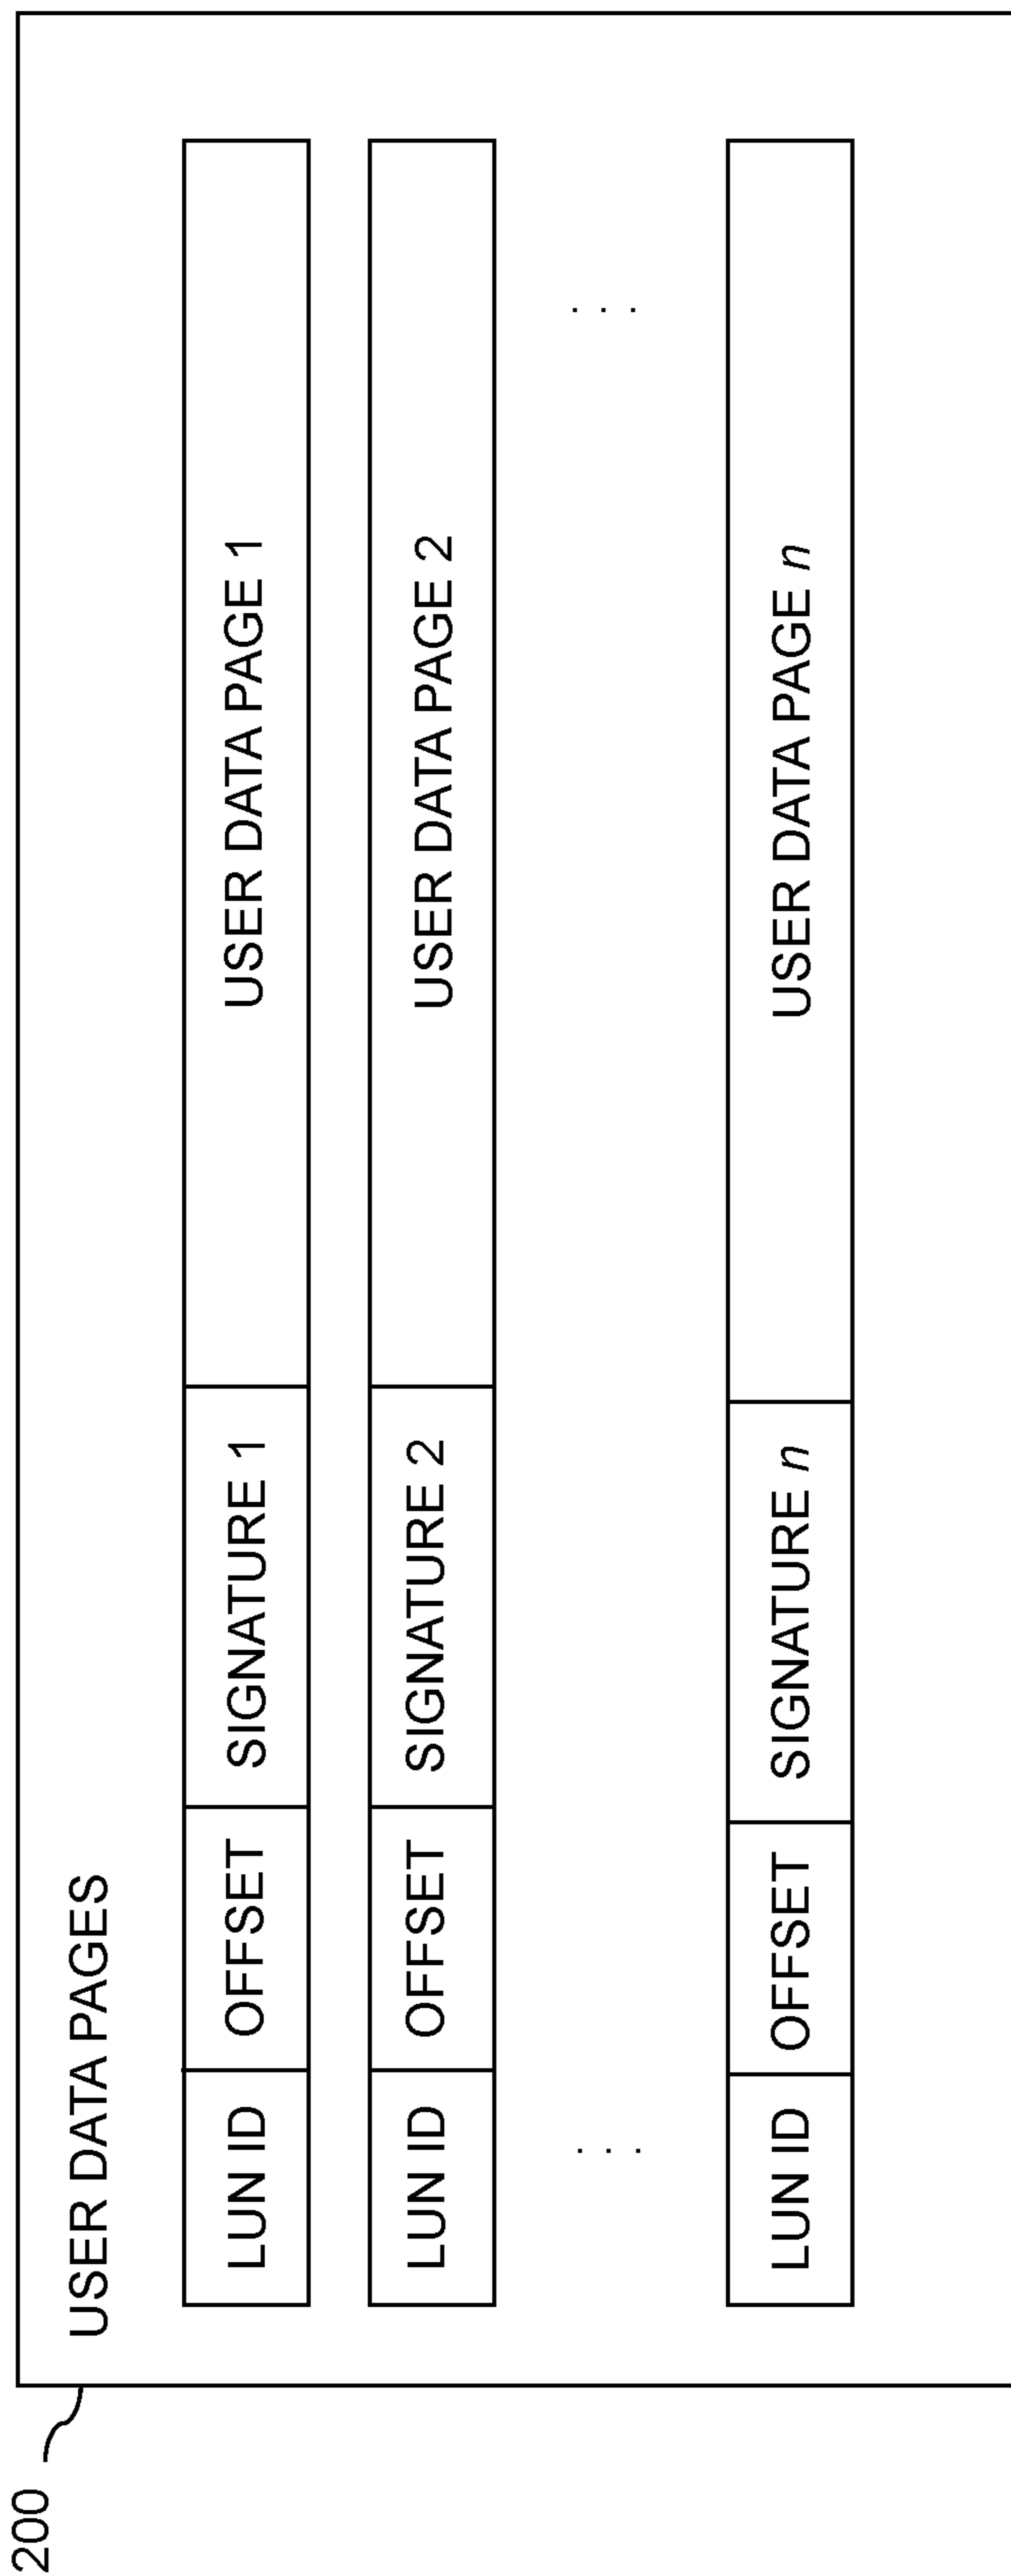 200
USER DATA PAGES
LUN ID OFFSET SIGNATURE 1 USER DATA PAGE 1
LUN ID OFFSET SIGNATURE 2 USER DATA PAGE 2
. . . . . .
LUN ID OFFSET SIGNATURE n USER DATA PAGE n